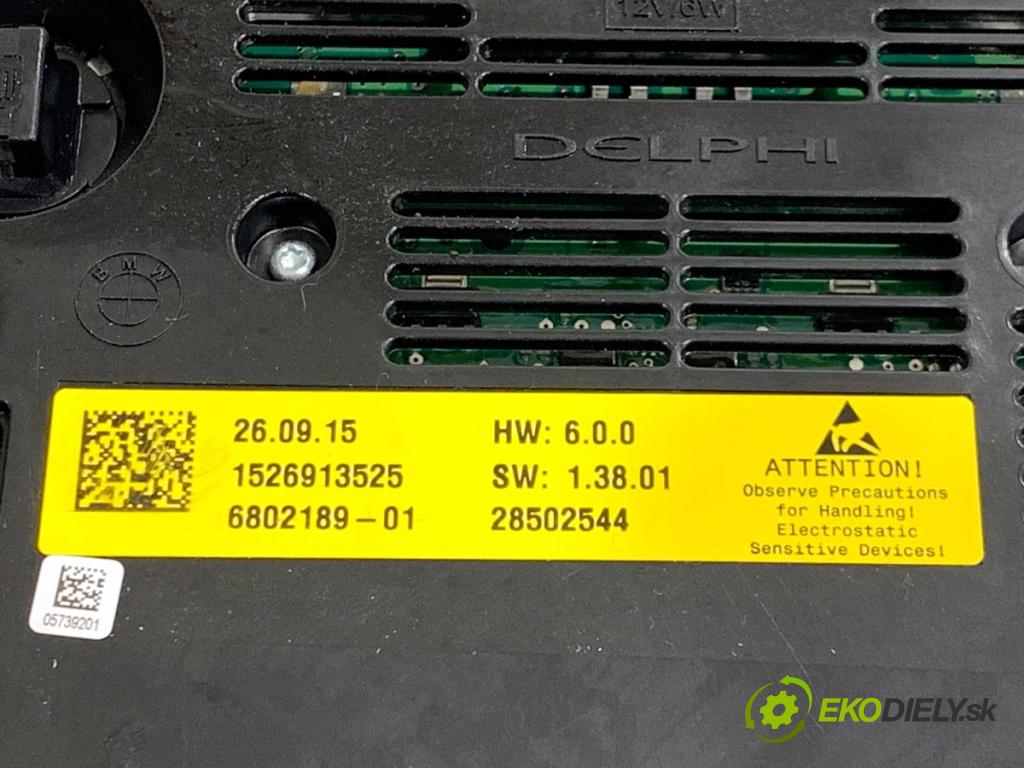 12V/6W
DELPHI
BMW
26.09.15
1526913525
6802189-01
HW: 6.0.0
SW: 1.38.01
28502544
ATTENTION!
Observe Precautions
for Handling!
Electrostatic
Sensitive Devices!
05739201
EKODIELY.sk